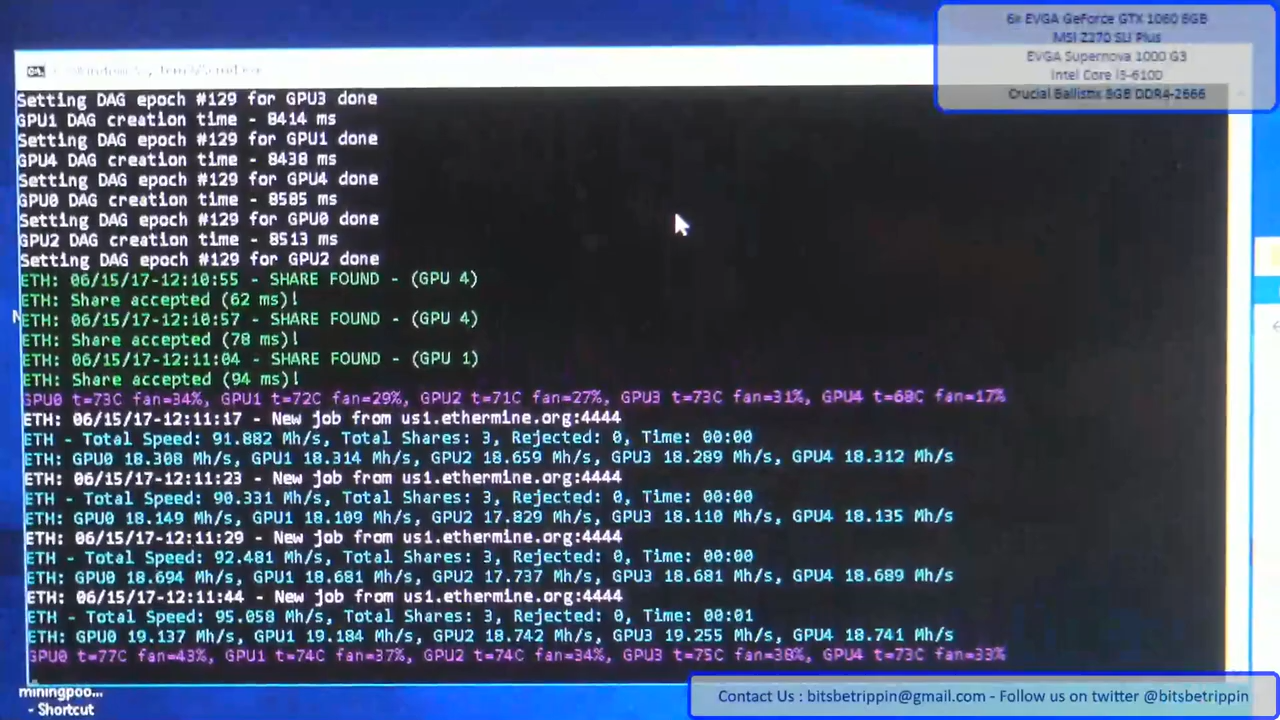 6x EVGA GeForce GTX 1060 6GB
MSI Z270 SLI Plus
EVGA Supernova 1000 G3
Intel Core i3-6100
Crucial Ballistix 8GB DDR4-2666
Setting DAG epoch #129 for GPU3 done
GPU1 DAG creation time - 8414 ms
Setting DAG epoch #129 for GPU1 done
GPU4 DAG creation time - 8438 ms
Setting DAG epoch #129 for GPU4 done
GPU0 DAG creation time - 8585 ms
Setting DAG epoch #129 for GPU0 done
GPU2 DAG creation time - 8513 ms
Setting DAG epoch #129 for GPU2 done
ETH: 06/15/17-12:10:55 - SHARE FOUND - (GPU 4)
ETH: Share accepted (62 ms)!
ETH: 06/15/17-12:10:57 - SHARE FOUND - (GPU 4)
ETH: Share accepted (78 ms)!
ETH: 06/15/17-12:11:04 - SHARE FOUND - (GPU 1)
ETH: Share accepted (94 ms)!
GPU0 t=73C fan=34%, GPU1 t=72C fan=29%, GPU2 t=71C fan=27%, GPU3 t=73C fan=31%, GPU4 t=68C fan=17%
ETH: 06/15/17-12:11:17 - New job from us1.ethermine.org:4444
ETH - Total Speed: 91.882 Mh/s, Total Shares: 3, Rejected: 0, Time: 00:00
ETH: GPU0 18.308 Mh/s, GPU1 18.314 Mh/s, GPU2 18.659 Mh/s, GPU3 18.289 Mh/s, GPU4 18.312 Mh/s
ETH: 06/15/17-12:11:23 - New job from us1.ethermine.org:4444
ETH - Total Speed: 90.331 Mh/s, Total Shares: 3, Rejected: 0, Time: 00:00
ETH: GPU0 18.149 Mh/s, GPU1 18.109 Mh/s, GPU2 17.829 Mh/s, GPU3 18.110 Mh/s, GPU4 18.135 Mh/s
ETH: 06/15/17-12:11:29 - New job from us1.ethermine.org:4444
ETH - Total Speed: 92.481 Mh/s, Total Shares: 3, Rejected: 0, Time: 00:00
ETH: GPU0 18.694 Mh/s, GPU1 18.681 Mh/s, GPU2 17.737 Mh/s, GPU3 18.681 Mh/s, GPU4 18.689 Mh/s
ETH: 06/15/17-12:11:44 - New job from us1.ethermine.org:4444
ETH - Total Speed: 95.058 Mh/s, Total Shares: 3, Rejected: 0, Time: 00:01
ETH: GPU0 19.137 Mh/s, GPU1 19.184 Mh/s, GPU2 18.742 Mh/s, GPU3 19.255 Mh/s, GPU4 18.741 Mh/s
GPU0 t=77C fan=43%, GPU1 t=74C fan=37%, GPU2 t=74C fan=34%, GPU3 t=75C fan=38%, GPU4 t=73C fan=33%
miningpoo...
- Shortcut
Contact Us : bitsbetrippin@gmail.com - Follow us on twitter @bitsbetrippin